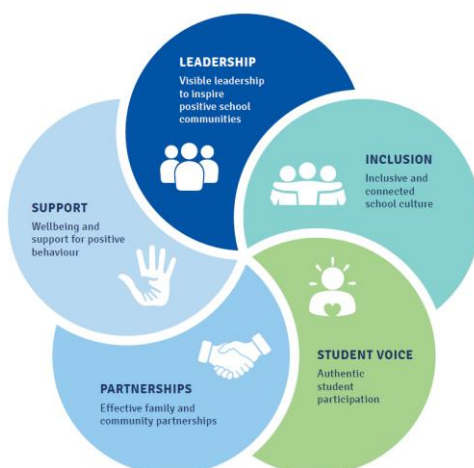 LEADERSHIP
Visible leadership
to inspire
positive school
communities
INCLUSION
Inclusive and
connected
school culture
STUDENT VOICE
Authentic
student
participation
PARTNERSHIPS
Effective family and
community partnerships
SUPPORT
Wellbeing and
support for positive
behaviour